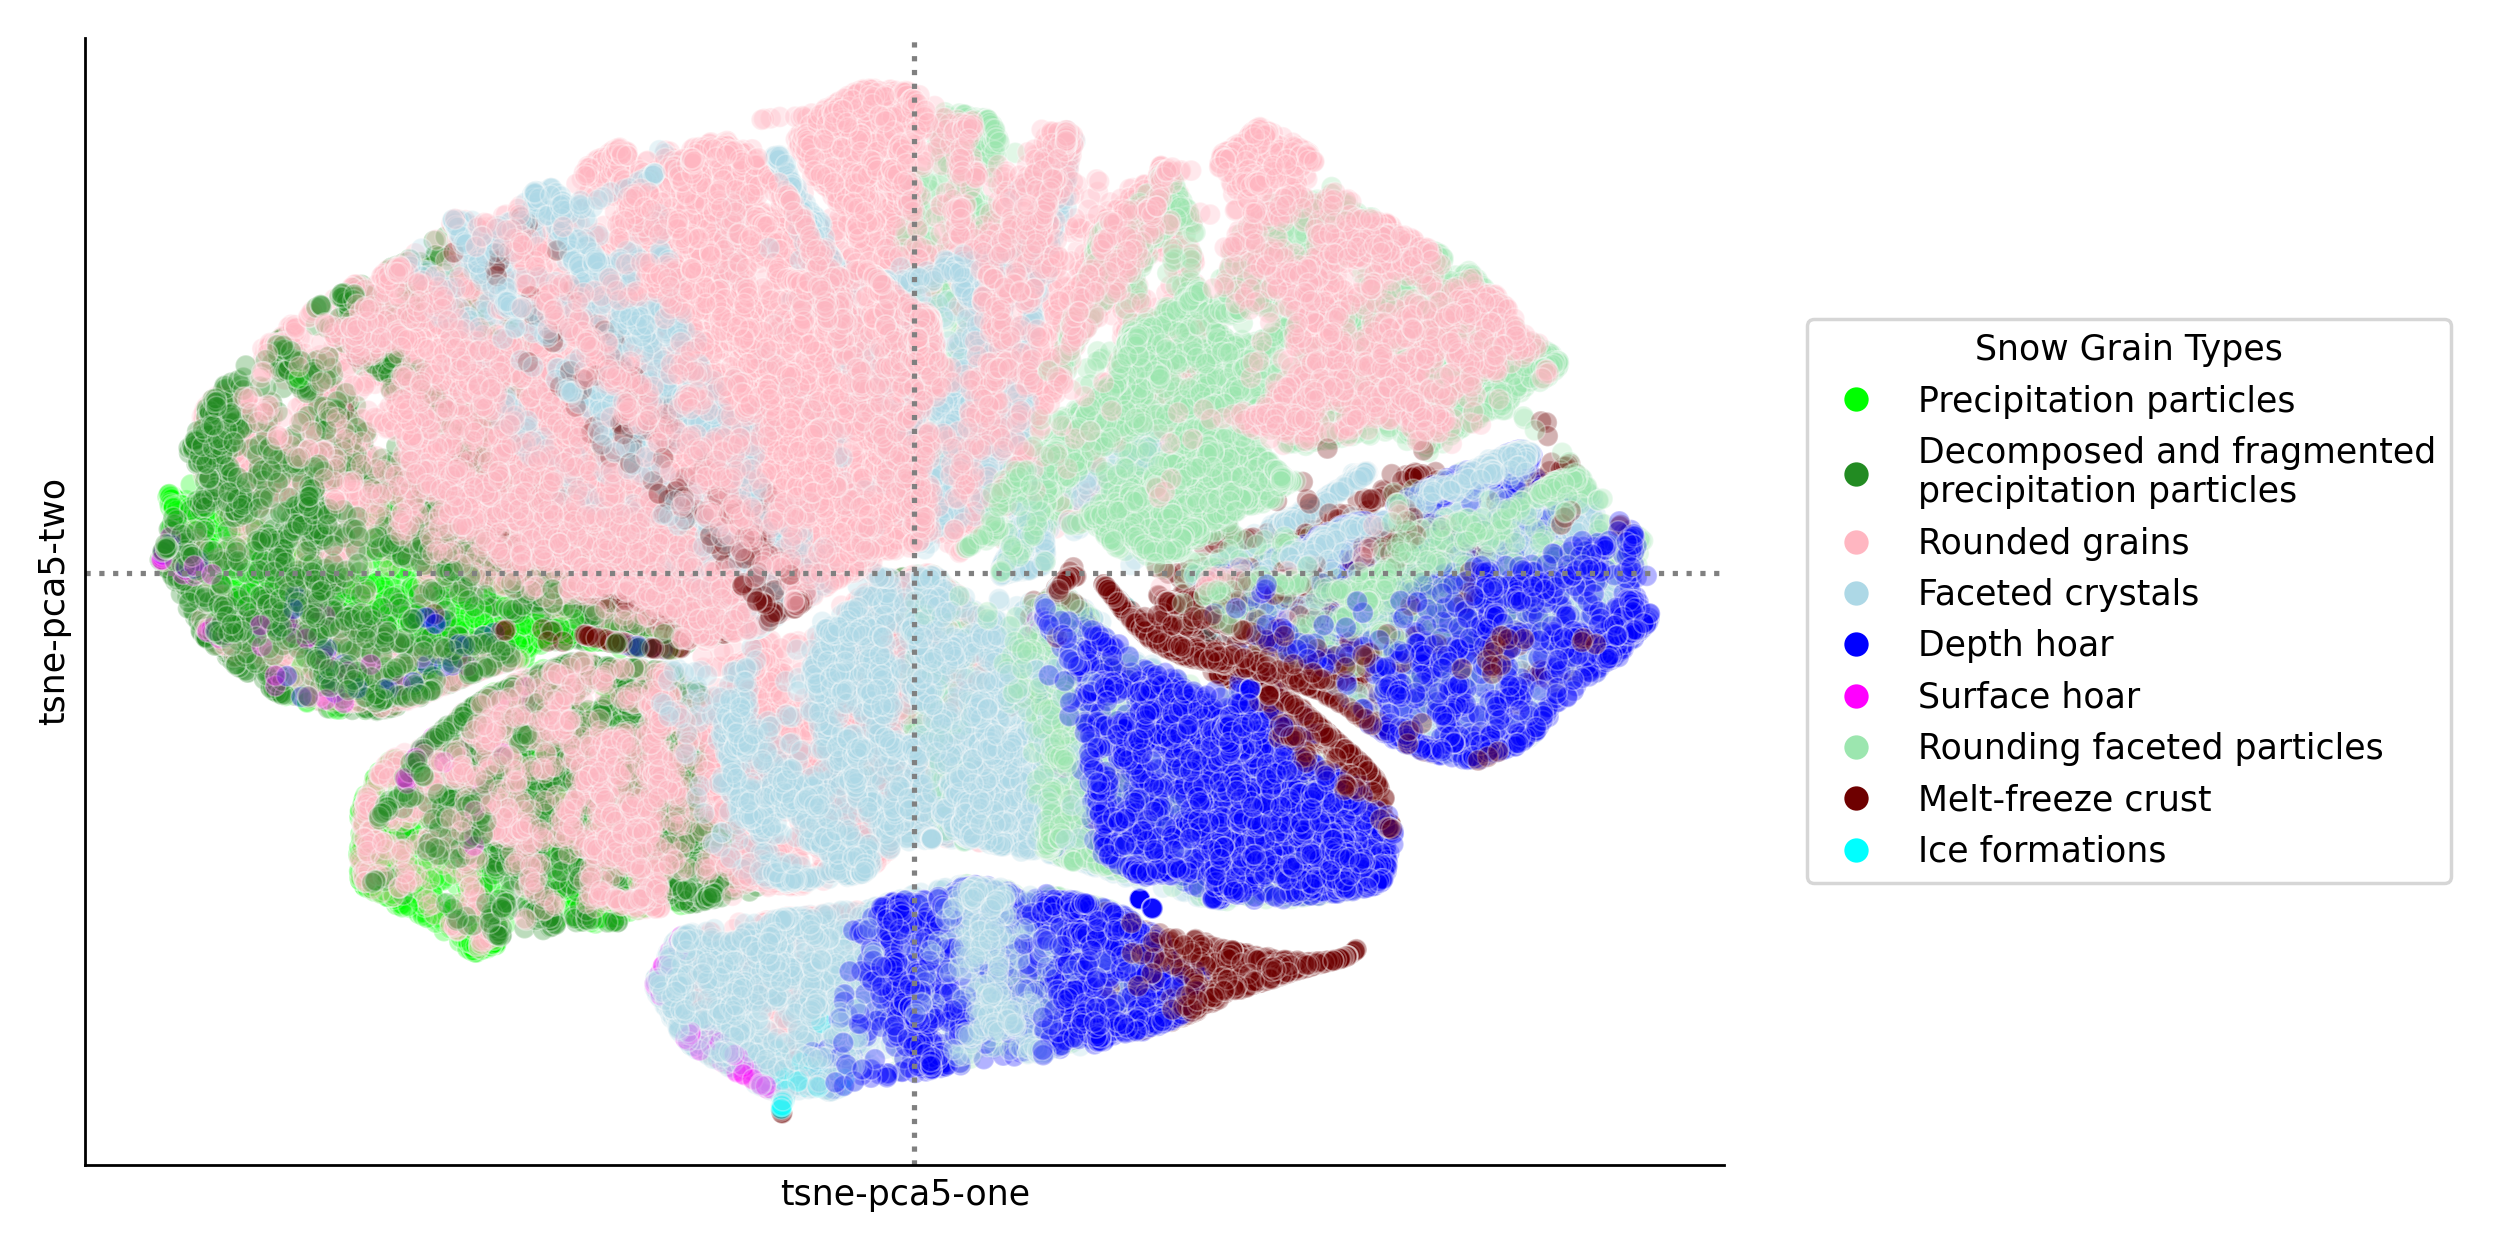 tsne-pca5-two
tsne-pca5-one
Snow Grain Types
Precipitation particles
Decomposed and fragmented
precipitation particles
Rounded grains
Faceted crystals
Depth hoar
Surface hoar
Rounding faceted particles
Melt-freeze crust
Ice formations